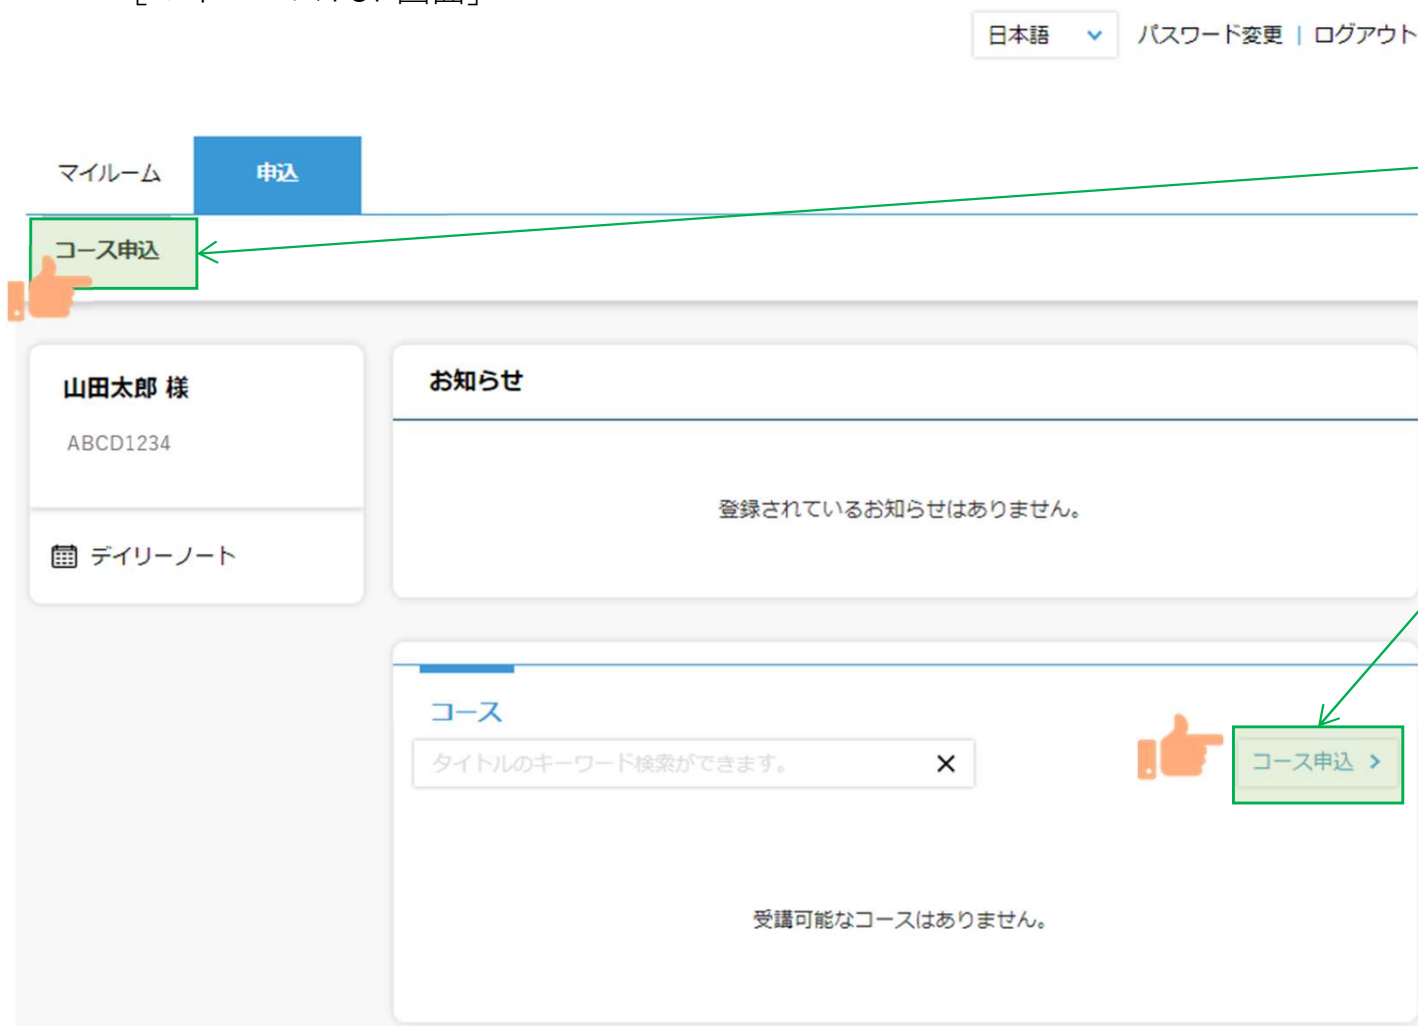 日本語
パスワード変更 | ログアウト
マイルーム
申込
コース申込
山田太郎 様
ABCD1234
デイリーノート
お知らせ
登録されているお知らせはありません。
コース
タイトルのキーワード検索ができます。
コース申込
受講可能なコースはありません。